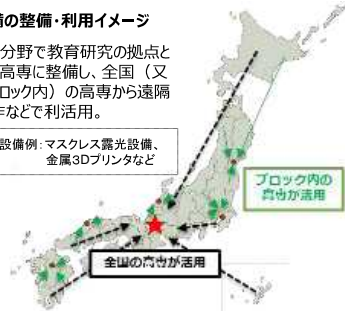 備の整備・利用イメージ
分野で教育研究の拠点と
高専に整備し、全国（又
ロック内）の高専から遠隔
作などで利活用。
設備例：マスクレス露光設備、
金属3Dプリンタなど
ブロック内の
高専が活用
全国の高専が活用